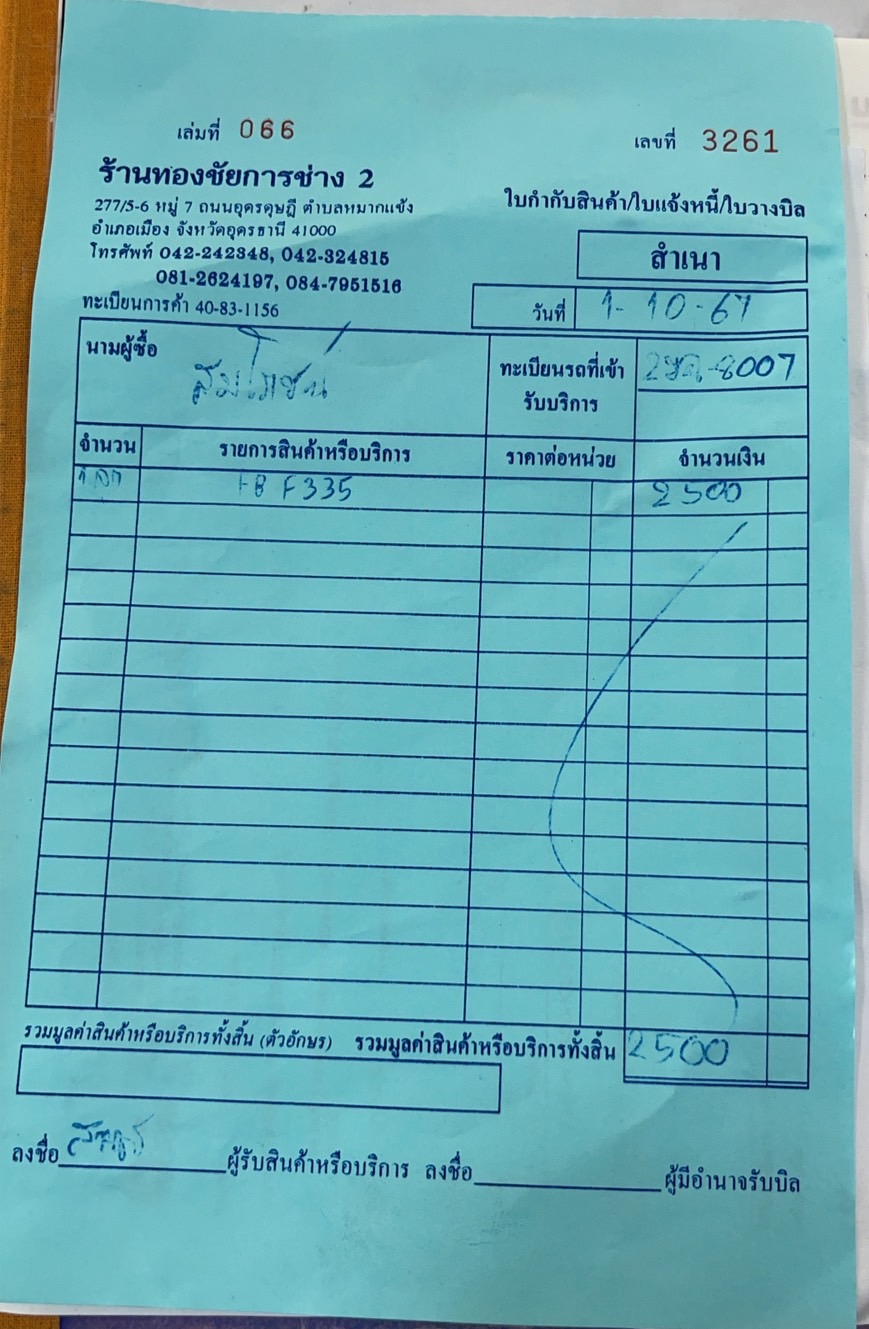 เล่มที่ 066
เลขที่ 3261
ร้านทองชัยการช่าง 2
277/5-6 หมู่ 7 ถนนอุดรดุษฎี ตำบลหมากแข้ง
อำเภอเมือง จังหวัดอุดรธานี 41000
โทรศัพท์ 042-242348, 042-324815
081-2624197, 084-7951516
ทะเบียนการค้า 40-83-1156
ใบกำกับสินค้า/ใบแจ้งหนี้/ใบวางบิล
สำเนา
วันที่ 1-10-67
นามผู้ซื้อ สมโภชน์
ทะเบียนรถที่เข้ารับบริการ -8007
จำนวน รายการสินค้าหรือบริการ ราคาต่อหน่วย จำนวนเงิน
1 ลูก FB F335 2500
รวมมูลค่าสินค้าหรือบริการทั้งสิ้น (ตัวอักษร) รวมมูลค่าสินค้าหรือบริการทั้งสิ้น 2500
ลงชื่อ ผู้รับสินค้าหรือบริการ ลงชื่อ ผู้มีอำนาจรับบิล